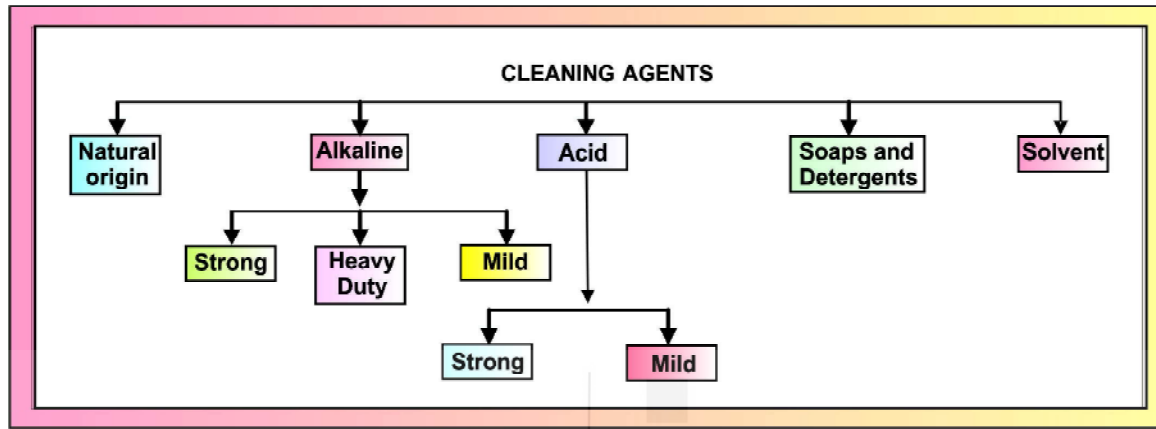 CLEANING AGENTS
Natural
origin
Alkaline
Acid
Soaps and
Detergents
Solvent
Strong
Heavy
Duty
Mild
Strong
Mild